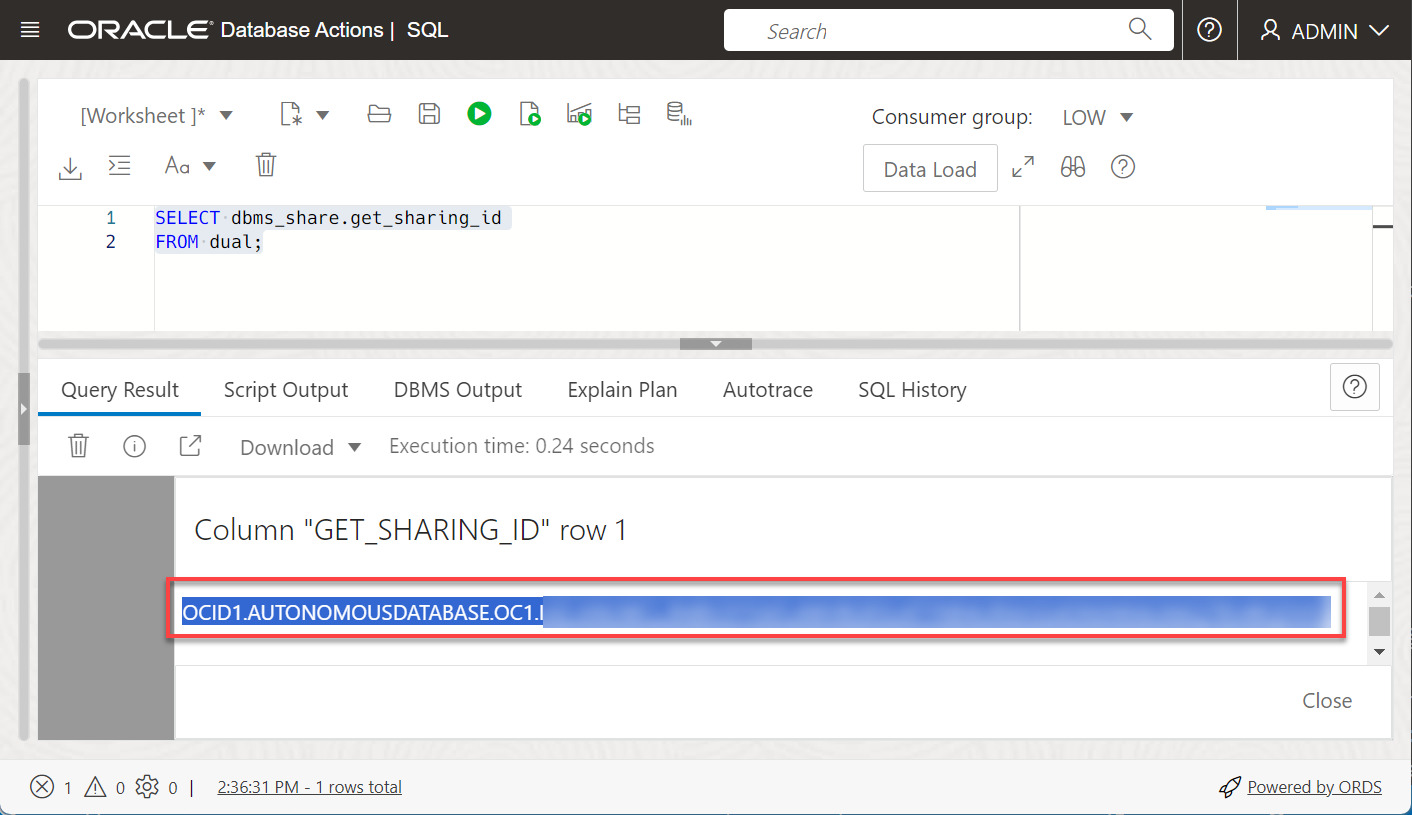 ORACLE Database Actions | SQL
Search
ADMIN
[Worksheet ]*
Consumer group: LOW
Aa
Data Load
1 SELECT dbms_share.get_sharing_id
2 FROM dual;
Query Result Script Output DBMS Output Explain Plan Autotrace SQL History
Download Execution time: 0.24 seconds
Column "GET_SHARING_ID" row 1
OCID1.AUTONOMOUSDATABASE.OC1.
Close
1 0 0 | 2:36:31 PM - 1 rows total
Powered by ORDS